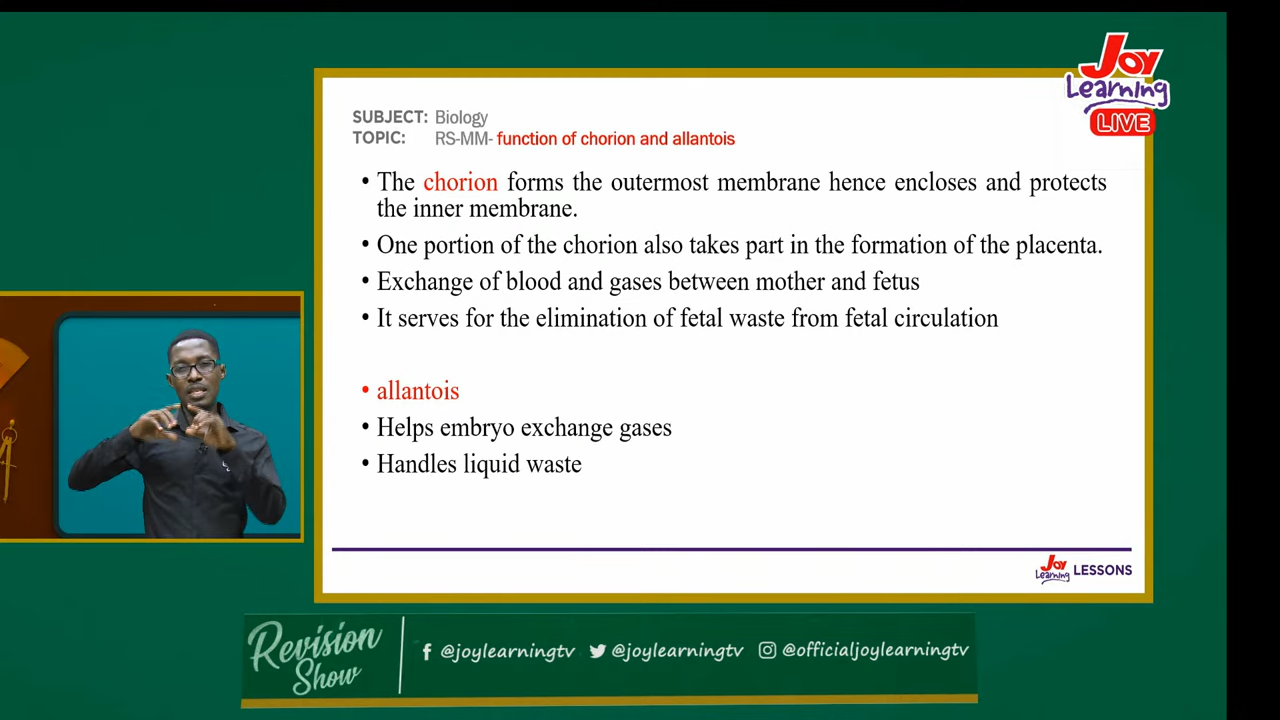 Joy
Learning
LIVE
SUBJECT: Biology
TOPIC: RS-MM- function of chorion and allantois
• The chorion forms the outermost membrane hence encloses and protects
the inner membrane.
• One portion of the chorion also takes part in the formation of the placenta.
• Exchange of blood and gases between mother and fetus
• It serves for the elimination of fetal waste from fetal circulation
• allantois
• Helps embryo exchange gases
• Handles liquid waste
Joy
Learning LESSONS
Revision
Show
@joylearningtv @joylearningtv @officialjoylearningtv